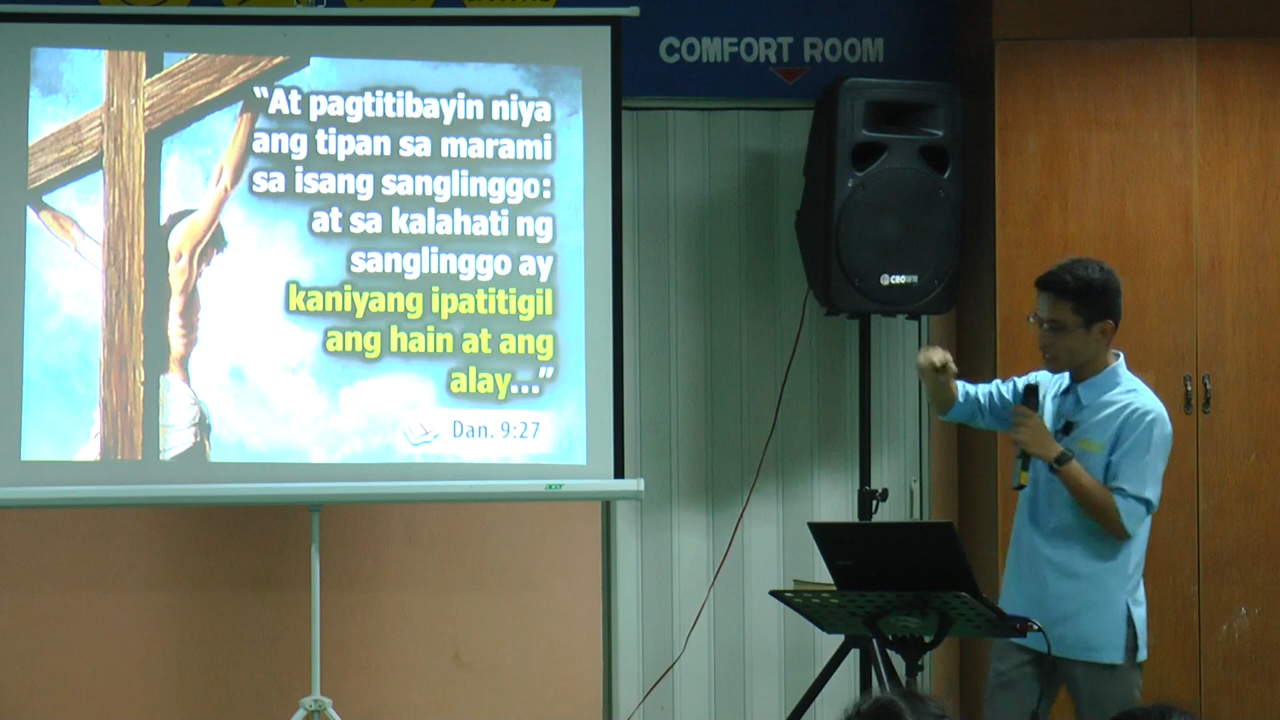 COMFORT ROOM
“At pagtitibayin niya
ang tipan sa marami
sa isang sanglinggo:
at sa kalahati ng
sanglinggo ay
kaniyang ipatitigil
ang hain at ang
alay...”
Dan. 9:27
acer
CROWN